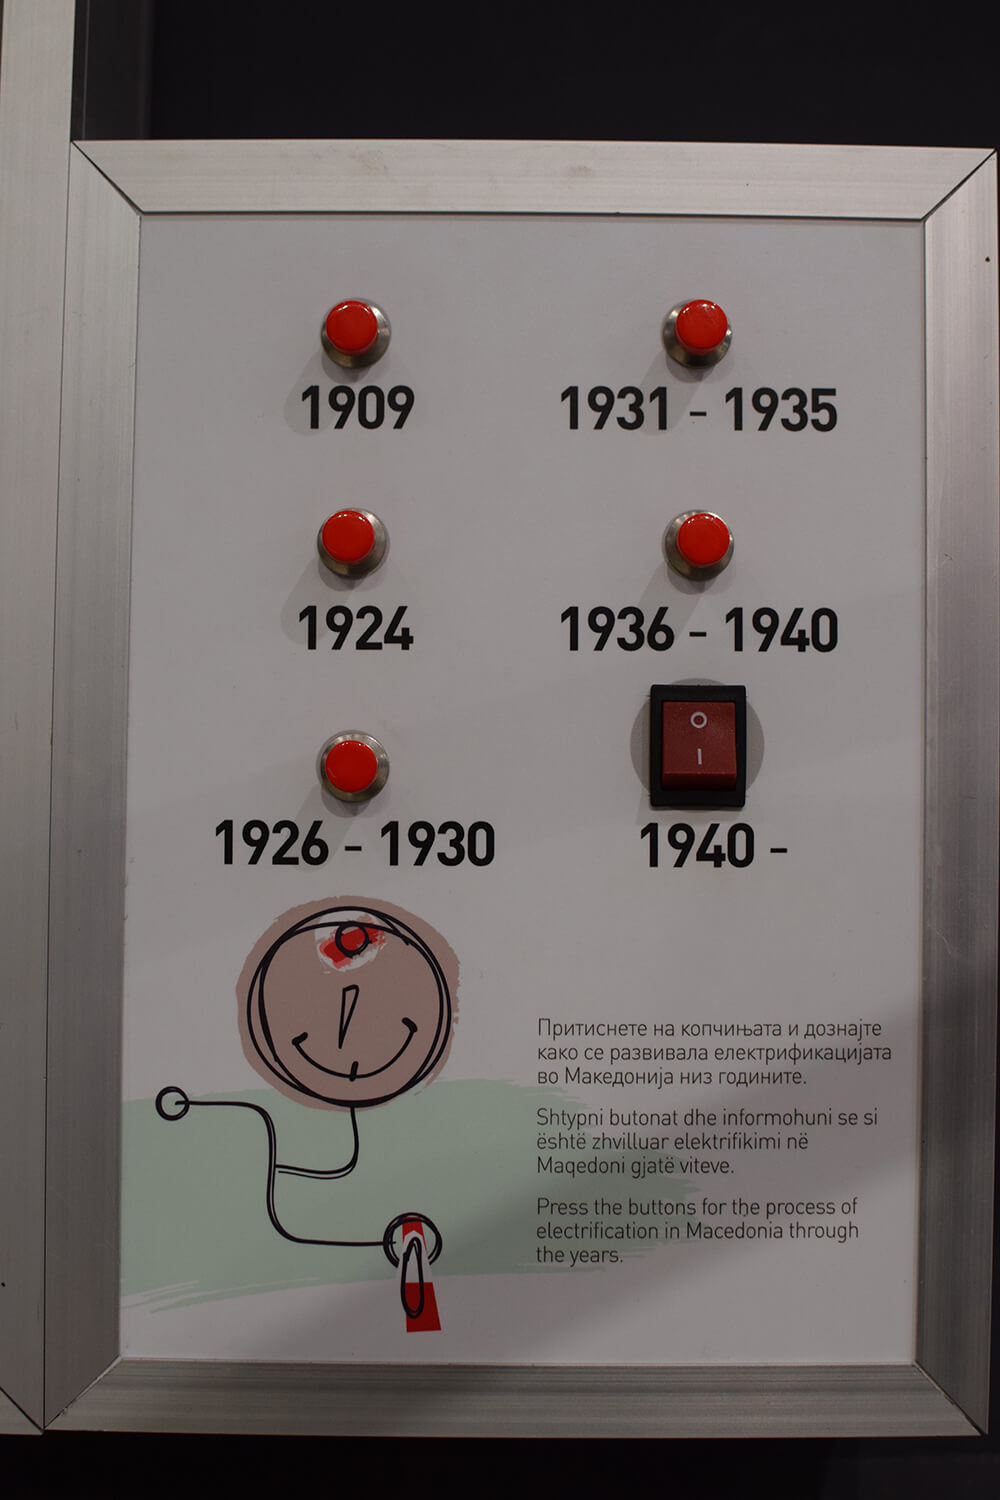 1909
1931 - 1935
1924
1936 - 1940
O
I
1926 - 1930
1940 -
Притиснете на копчињата и дознајте
како се развивала електрификацијата
во Македонија низ годините.
Shtypni butonat dhe informohuni se si
është zhvilluar elektrifikimi në
Maqedoni gjatë viteve.
Press the buttons for the process of
electrification in Macedonia through
the years.